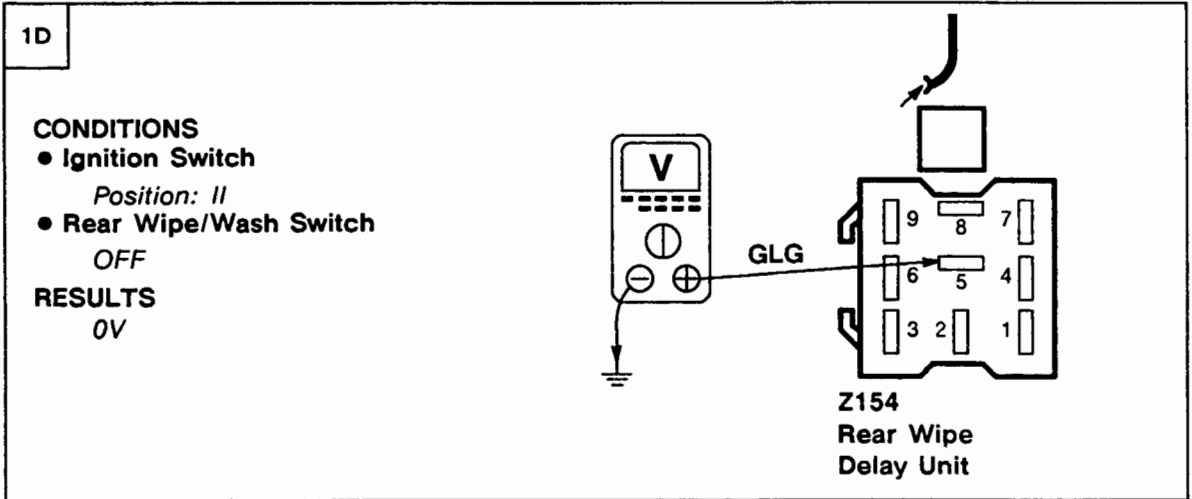 1D
CONDITIONS
● Ignition Switch
Position: II
● Rear Wipe/Wash Switch
OFF
RESULTS
0V
V
GLG
9 8 7
6 5 4
3 2 1
Z154
Rear Wipe
Delay Unit